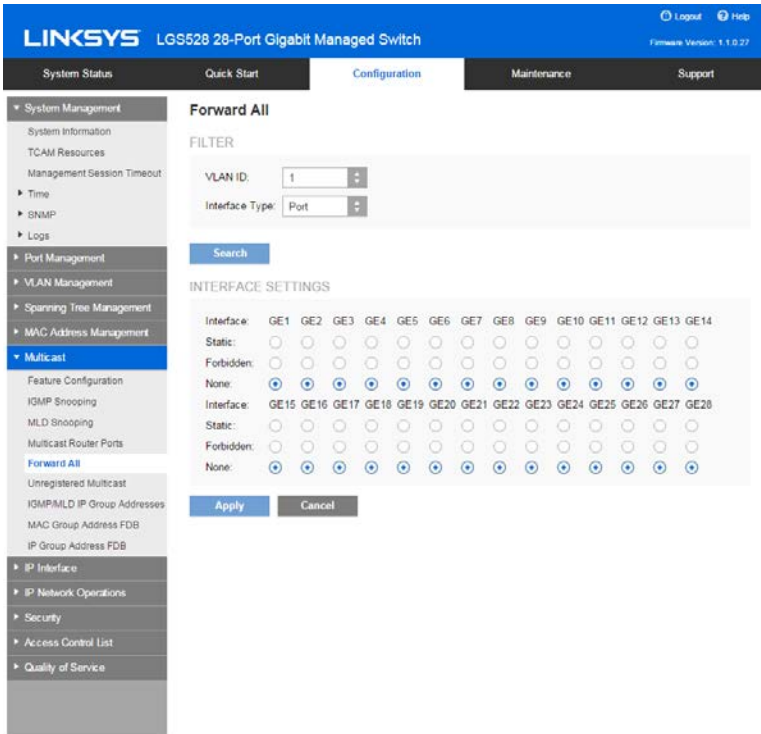 Logout Help
LINKSYS LGS528 28-Port Gigabit Managed Switch
Firmware Version: 1.1.0.27
System Status Quick Start Configuration Maintenance Support
System Management
System Information
TCAM Resources
Management Session Timeout
Time
SNMP
Logs
Port Management
VLAN Management
Spanning Tree Management
MAC Address Management
Multicast
Feature Configuration
IGMP Snooping
MLD Snooping
Multicast Router Ports
Forward All
Unregistered Multicast
IGMP/MLD IP Group Addresses
MAC Group Address FDB
IP Group Address FDB
IP Interface
IP Network Operations
Security
Access Control List
Quality of Service
Forward All
FILTER
VLAN ID: 1
Interface Type: Port
Search
INTERFACE SETTINGS
Interface: GE1 GE2 GE3 GE4 GE5 GE6 GE7 GE8 GE9 GE10 GE11 GE12 GE13 GE14
Static:
Forbidden:
None:
Interface: GE15 GE16 GE17 GE18 GE19 GE20 GE21 GE22 GE23 GE24 GE25 GE26 GE27 GE28
Static:
Forbidden:
None:
Apply Cancel